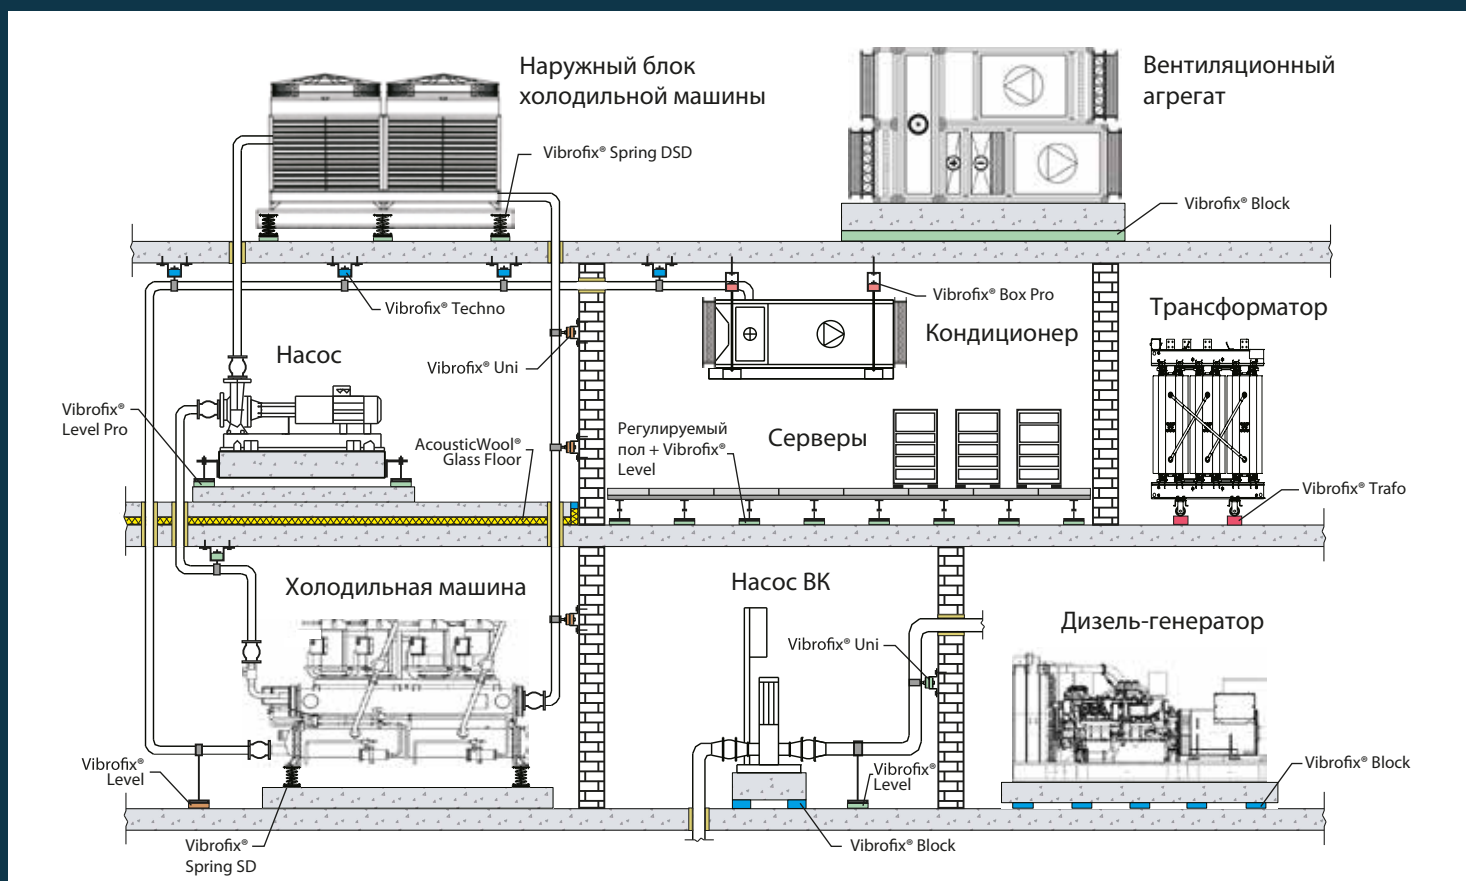 Наружный блок
холодильной машины
Вентиляционный
агрегат
Vibrofix® Spring DSD
Vibrofix® Block
Vibrofix® Techno
Vibrofix® Box Pro
Трансформатор
Кондиционер
Насос
Vibrofix® Uni
Vibrofix®
Level Pro
AcousticWool®
Glass Floor
Регулируемый
пол + Vibrofix®
Level
Серверы
Vibrofix® Trafo
Холодильная машина
Насос ВК
Дизель-генератор
Vibrofix® Uni
Vibrofix®
Level
Vibrofix®
Level
Vibrofix® Block
Vibrofix®
Spring SD
Vibrofix® Block